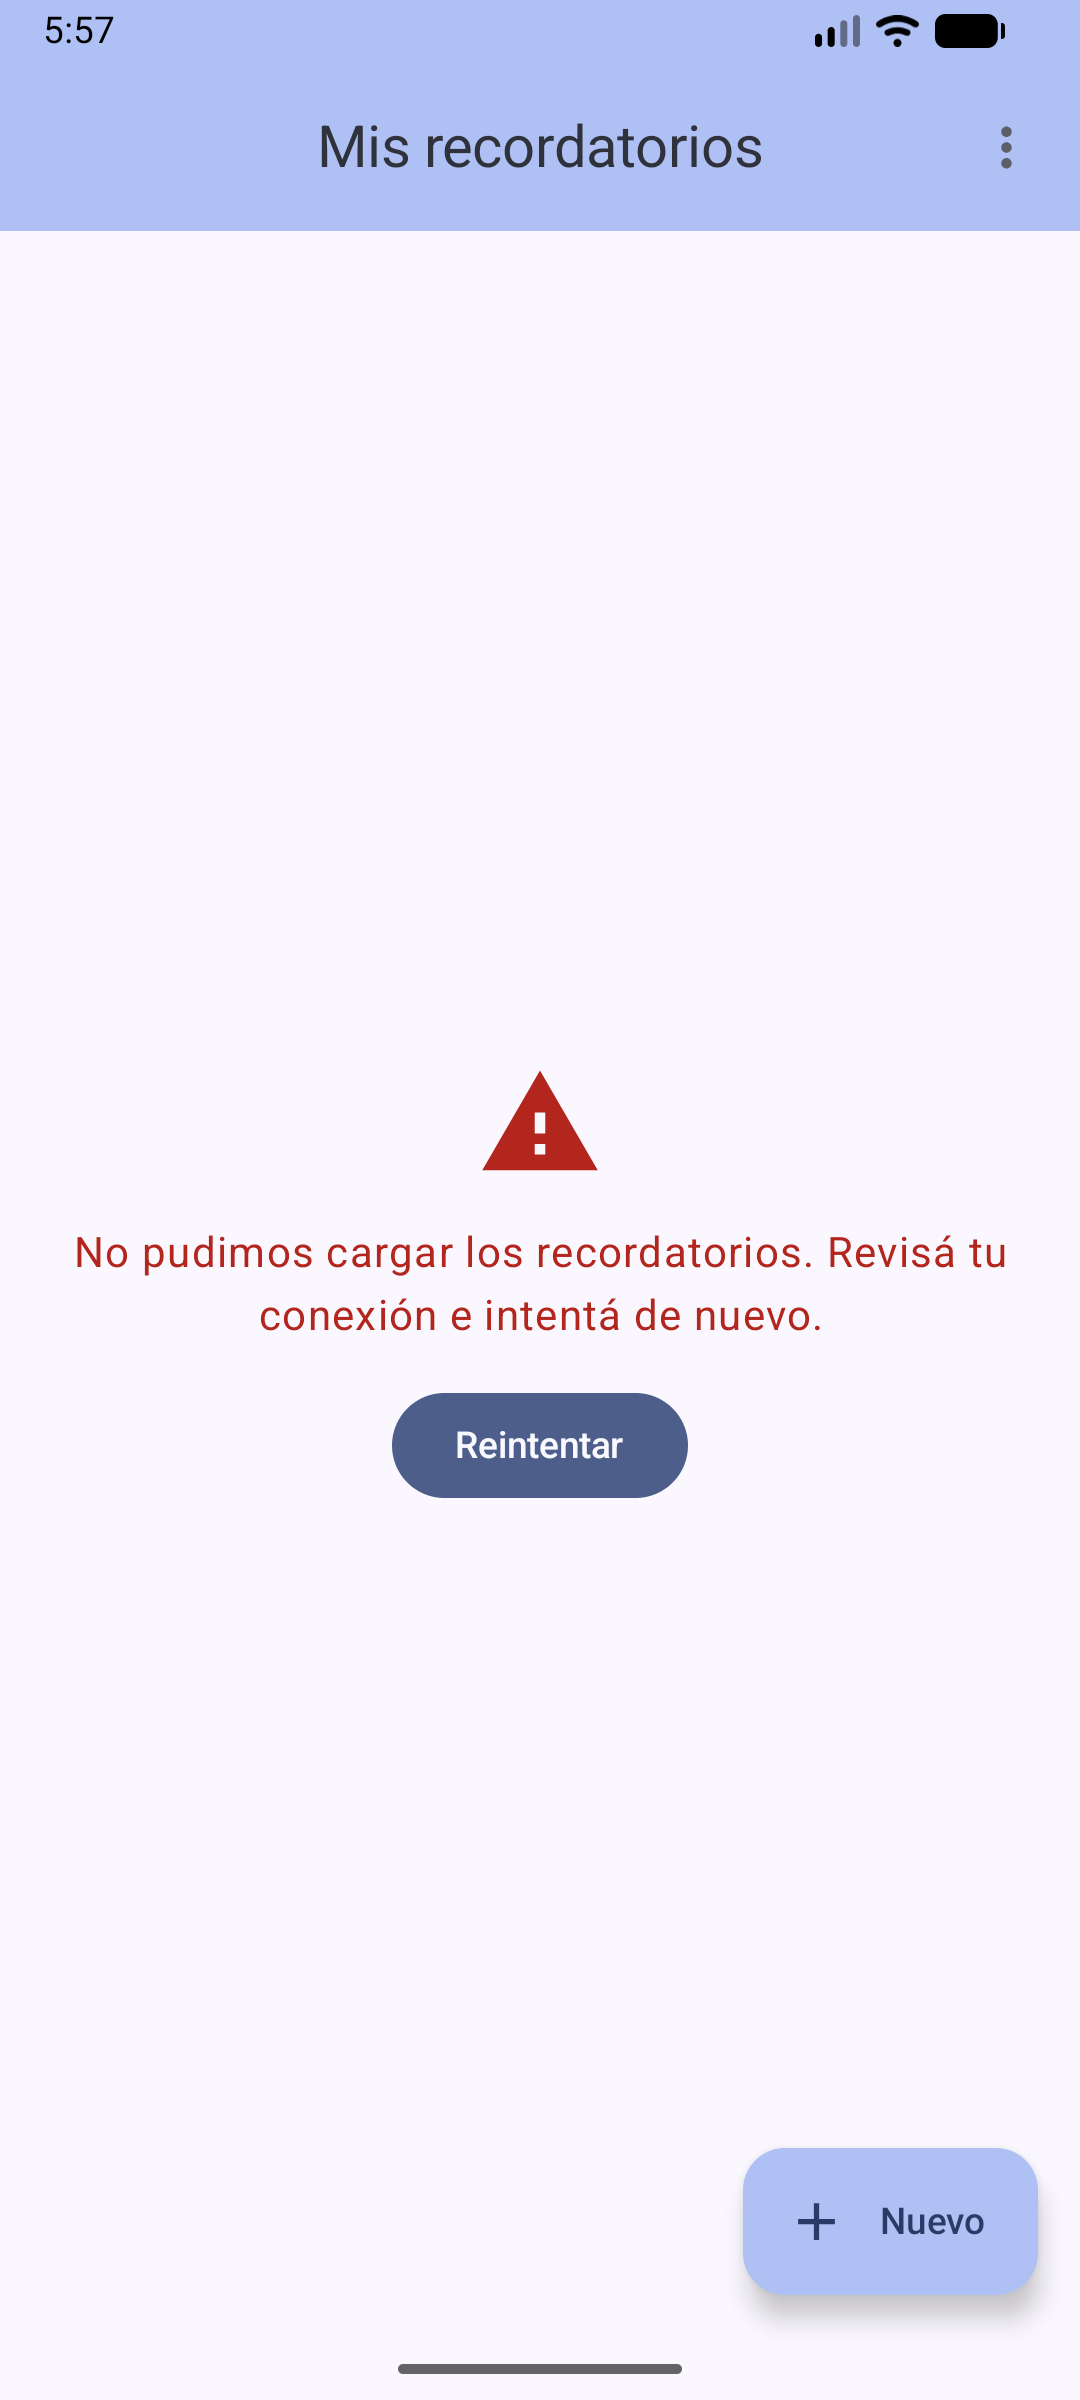 5:57
Mis recordatorios
No pudimos cargar los recordatorios. Revisá tu
conexión e intentá de nuevo.
Reintentar
Nuevo